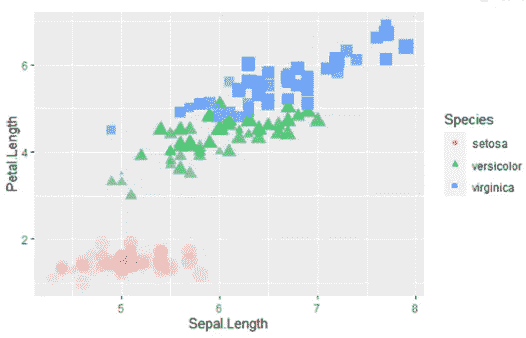 Petal.Length
6
4
2
5 6 7 8
Sepal.Length
Species
setosa
versicolor
virginica